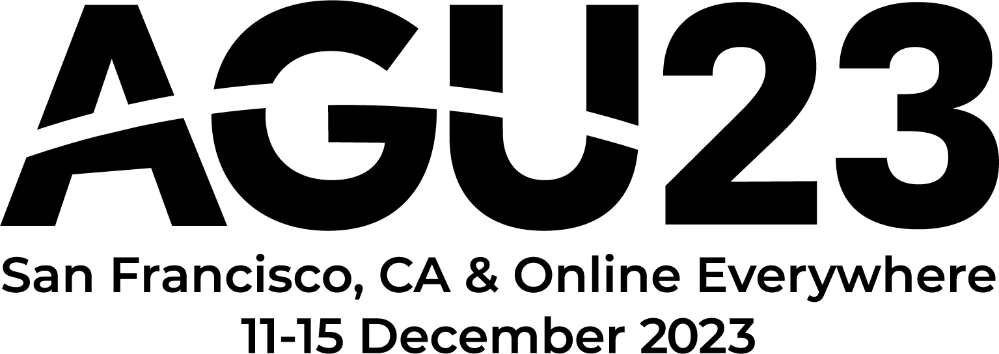 AGU23
San Francisco, CA & Online Everywhere
11-15 December 2023